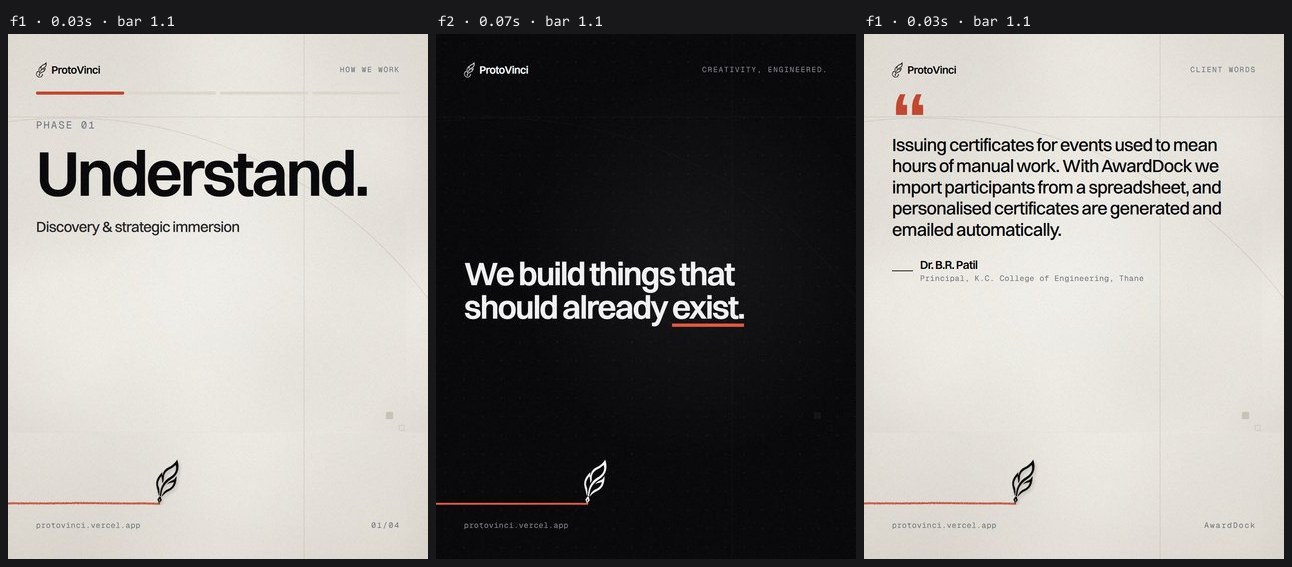 f1 · 0.03s · bar 1.1
ProtoVinci
HOW WE WORK
PHASE 01
Understand.
Discovery & strategic immersion
protovinci.vercel.app
01/04
f2 · 0.07s · bar 1.1
ProtoVinci
CREATIVITY, ENGINEERED.
We build things that
should already exist.
protovinci.vercel.app
f1 · 0.03s · bar 1.1
ProtoVinci
CLIENT WORDS
“
Issuing certificates for events used to mean
hours of manual work. With AwardDock we
import participants from a spreadsheet, and
personalised certificates are generated and
emailed automatically.
Dr. B.R. Patil
Principal, K.C. College of Engineering, Thane
protovinci.vercel.app
AwardDock